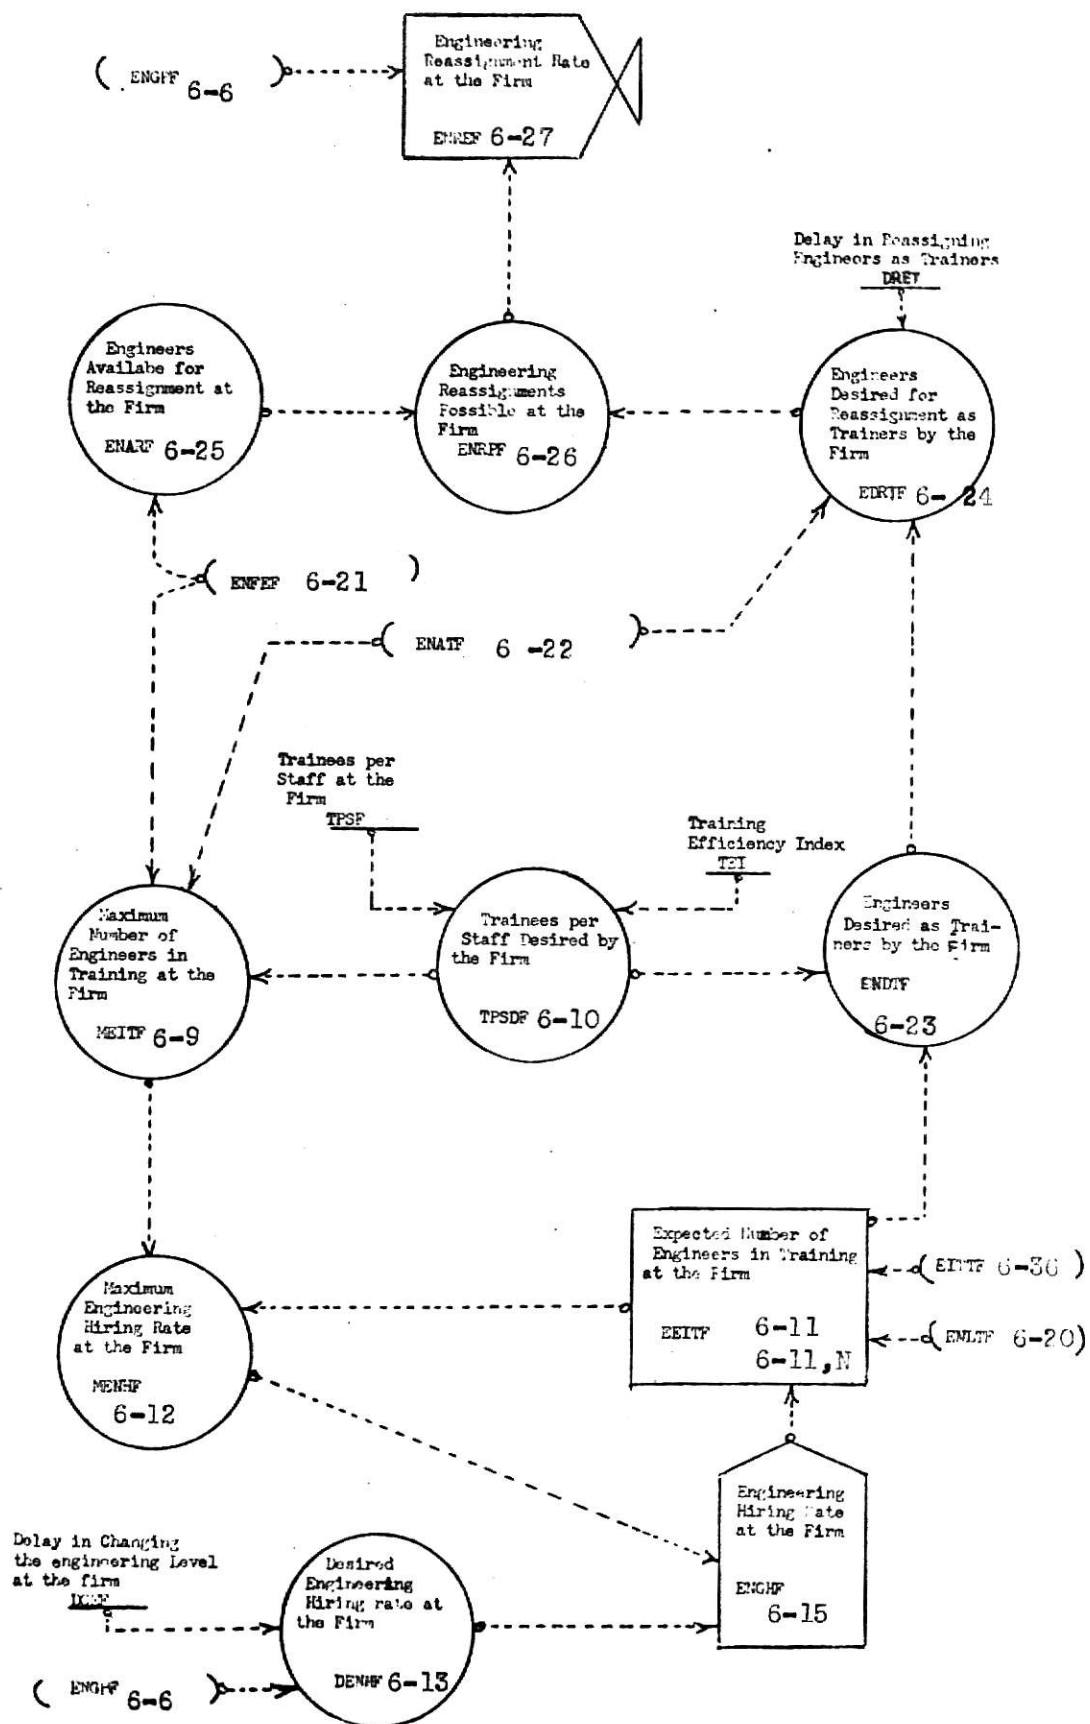 Engineering
Reassignment Rate
at the Firm
ENREF 6-27
( 6-6 )
Delay in Reassigning
Engineers as Trainers
DRET
Engineers
Availabe for
Reassignment at
the Firm
ENARF 6-25
Engineering
Reassignments
Possible at the
Firm
ENRPF 6-26
Engineers
Desired for
Reassignment as
Trainers by the
Firm
EDRTF 6- 24
( ENFEF 6-21 )
( ENATF 6 -22 )
Trainees per
Staff at the
Firm
TPSF
Training
Efficiency Index
TEI
Maximum
Number of
Engineers in
Training at the
Firm
MEITF 6-9
Trainees per
Staff Desired by
the Firm
TPSDF 6-10
Engineers
Desired as Trai-
ners by the Firm
ENDTF
6-23
Expected Number of
Engineers in Training
at the Firm
EEITF 6-11
6-11,N
( 6-36 )
( 6-20)
Maximum
Engineering
Hiring Rate
at the Firm
MENHF
6-12
Engineering
Hiring Rate
at the Firm
ENGHF
6-15
Delay in Changing
the engineering Level
at the firm
Desired
Engineering
Hiring rate at
the Firm
DENHF 6-13
( 6-6 )